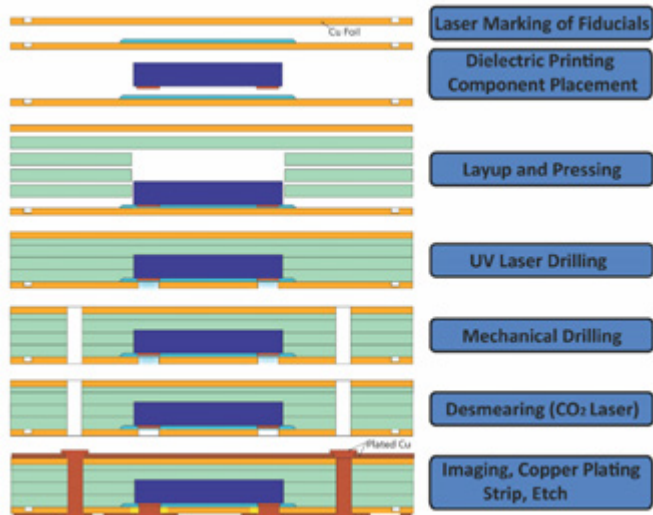 Cu Foil
Laser Marking of Fiducials
Dielectric Printing
Component Placement
Layup and Pressing
UV Laser Drilling
Mechanical Drilling
Desmearing (CO₂ Laser)
Plated Cu
Imaging, Copper Plating
Strip, Etch